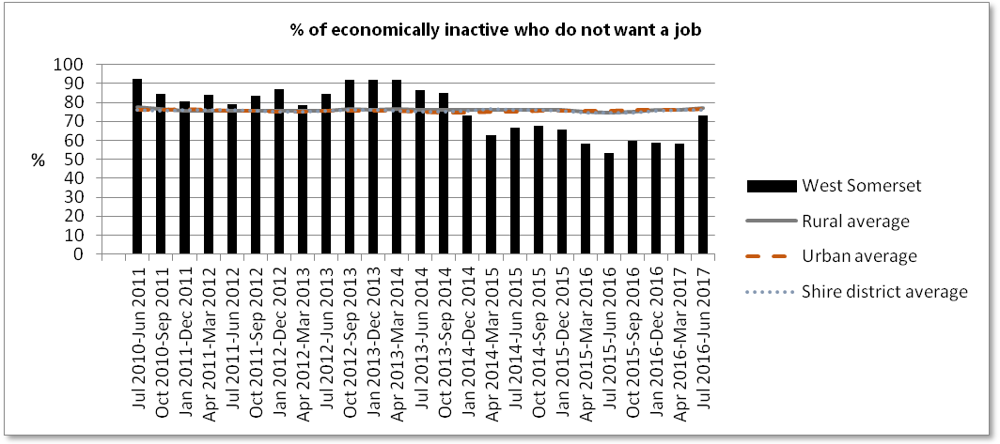 % of economically inactive who do not want a job
100
90
80
70
60
50
40
30
20
10
0
%
Jul 2010-Jun 2011
Oct 2010-Sep 2011
Jan 2011-Dec 2011
Apr 2011-Mar 2012
Jul 2011-Jun 2012
Oct 2011-Sep 2012
Jan 2012-Dec 2012
Apr 2012-Mar 2013
Jul 2012-Jun 2013
Oct 2012-Sep 2013
Jan 2013-Dec 2013
Apr 2013-Mar 2014
Jul 2013-Jun 2014
Oct 2013-Sep 2014
Jan 2014-Dec 2014
Apr 2014-Mar 2015
Jul 2014-Jun 2015
Oct 2014-Sep 2015
Jan 2015-Dec 2015
Apr 2015-Mar 2016
Jul 2015-Jun 2016
Oct 2015-Sep 2016
Jan 2016-Dec 2016
Apr 2016-Mar 2017
Jul 2016-Jun 2017
West Somerset
Rural average
Urban average
Shire district average